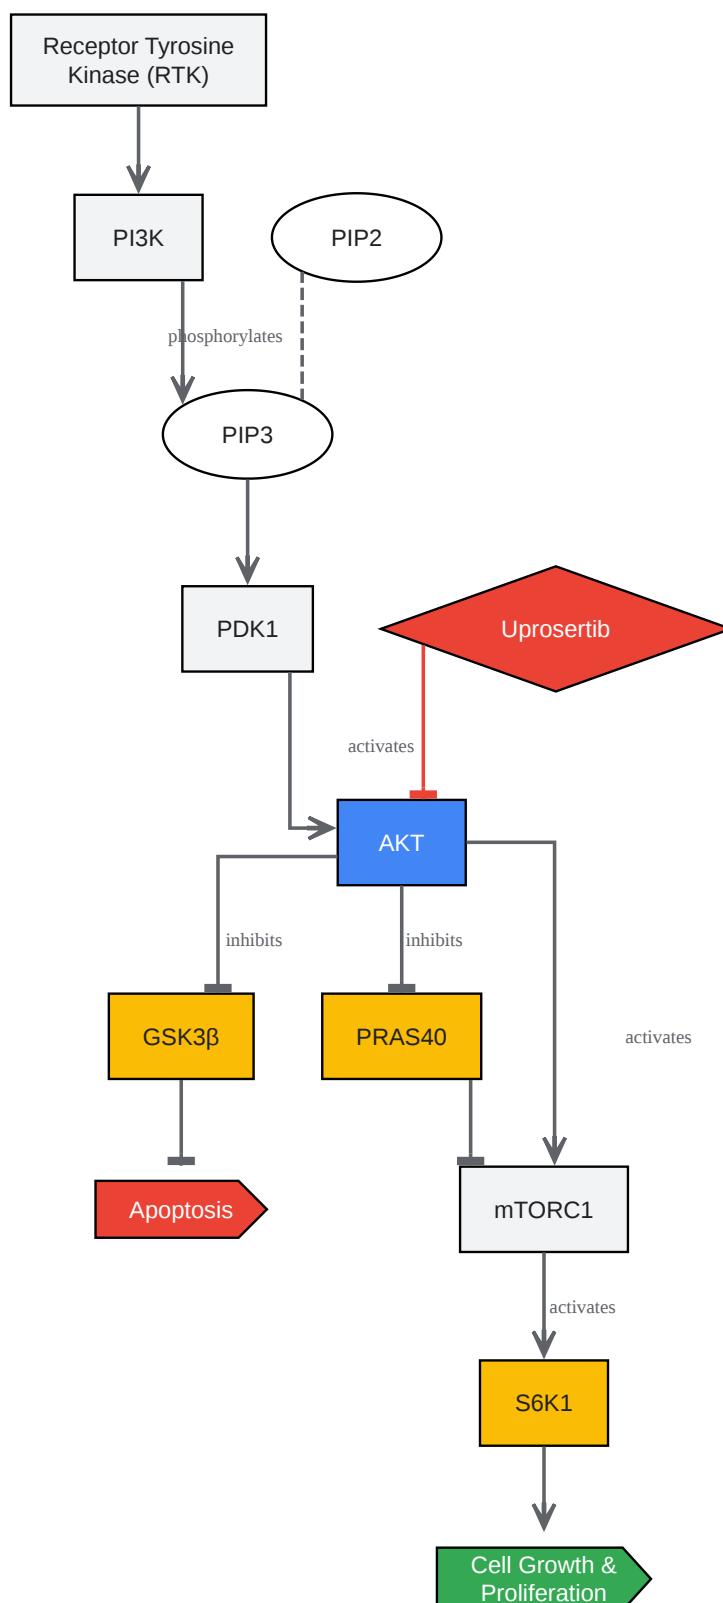 Receptor Tyrosine
Kinase (RTK)
PI3K
PIP2
phosphorylates
PIP3
PDK1
Uprosertib
activates
AKT
inhibits
inhibits
GSK3β
PRAS40
activates
Apoptosis
mTORC1
activates
S6K1
Cell Growth &
Proliferation